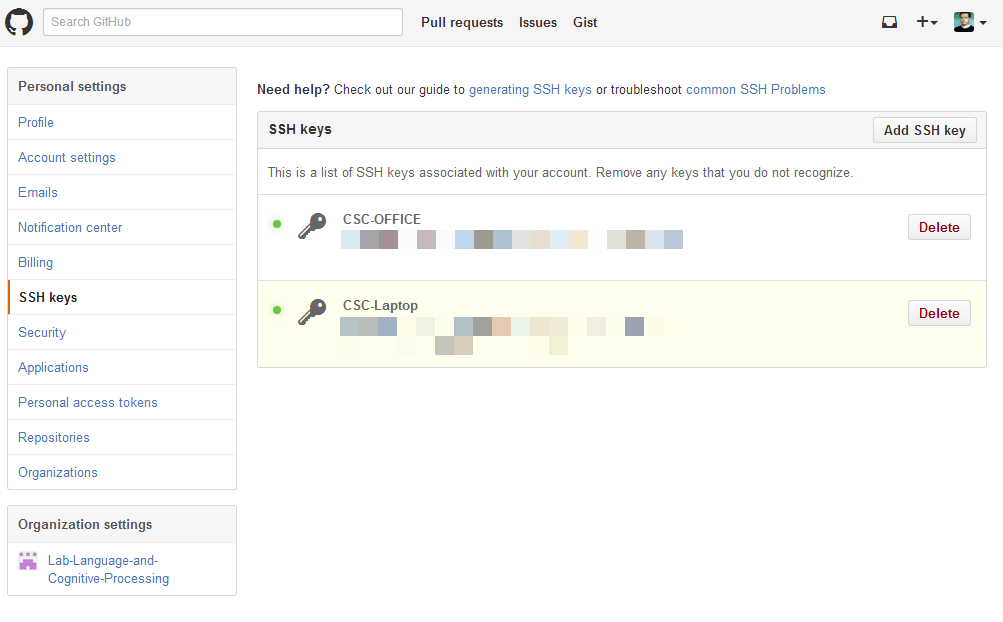 Search GitHub
Pull requests
Issues
Gist
Personal settings
Profile
Account settings
Emails
Notification center
Billing
SSH keys
Security
Applications
Personal access tokens
Repositories
Organizations
Organization settings
Lab-Language-and-
Cognitive-Processing
Need help? Check out our guide to generating SSH keys or troubleshoot common SSH Problems
SSH keys
Add SSH key
This is a list of SSH keys associated with your account. Remove any keys that you do not recognize.
CSC-OFFICE
Delete
CSC-Laptop
Delete